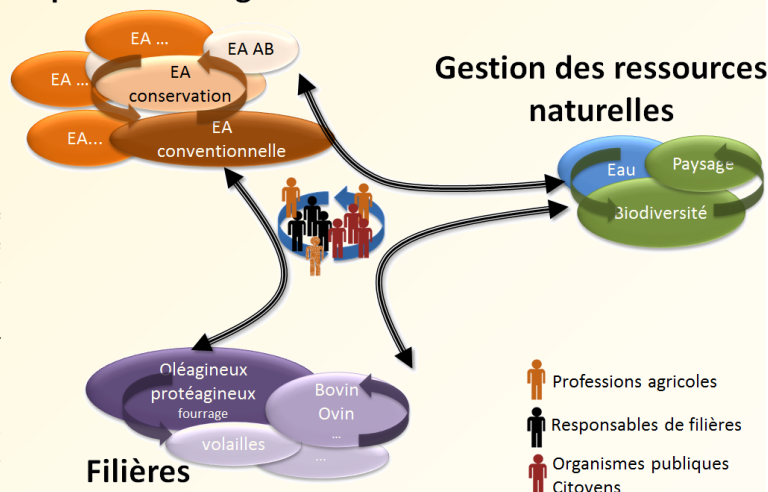 EA ...
EA AB
EA ...
EA
conservation
EA...
EA
conventionnelle
Gestion des ressources
naturelles
Eau
Paysage
Biodiversité
Oléagineux
protéagineux
fourrage
Bovin
Ovin
...
volailles
...
Filières
Professions agricoles
Responsables de filières
Organismes publiques
Citoyens